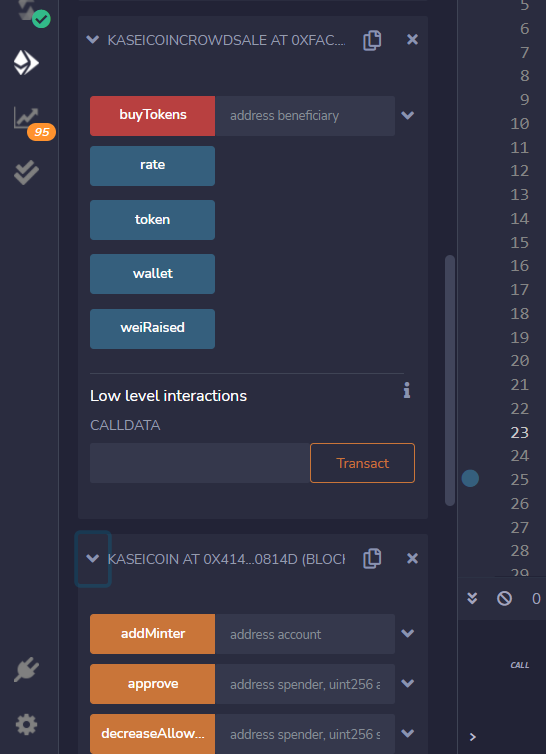 KASEICOINCROWDSALE AT 0XFAC...
buyTokens address beneficiary
rate
token
wallet
weiRaised
Low level interactions
CALLDATA
Transact
KASEICOIN AT 0X414...0814D (BLOCK
addMinter address account
approve address spender, uint256 a
decreaseAllow... address spender, uint256 s
95
5
6
7
8
9
10
11
12
13
14
15
16
17
18
19
20
21
22
23
24
25
26
27
28
29
0
CALL
>